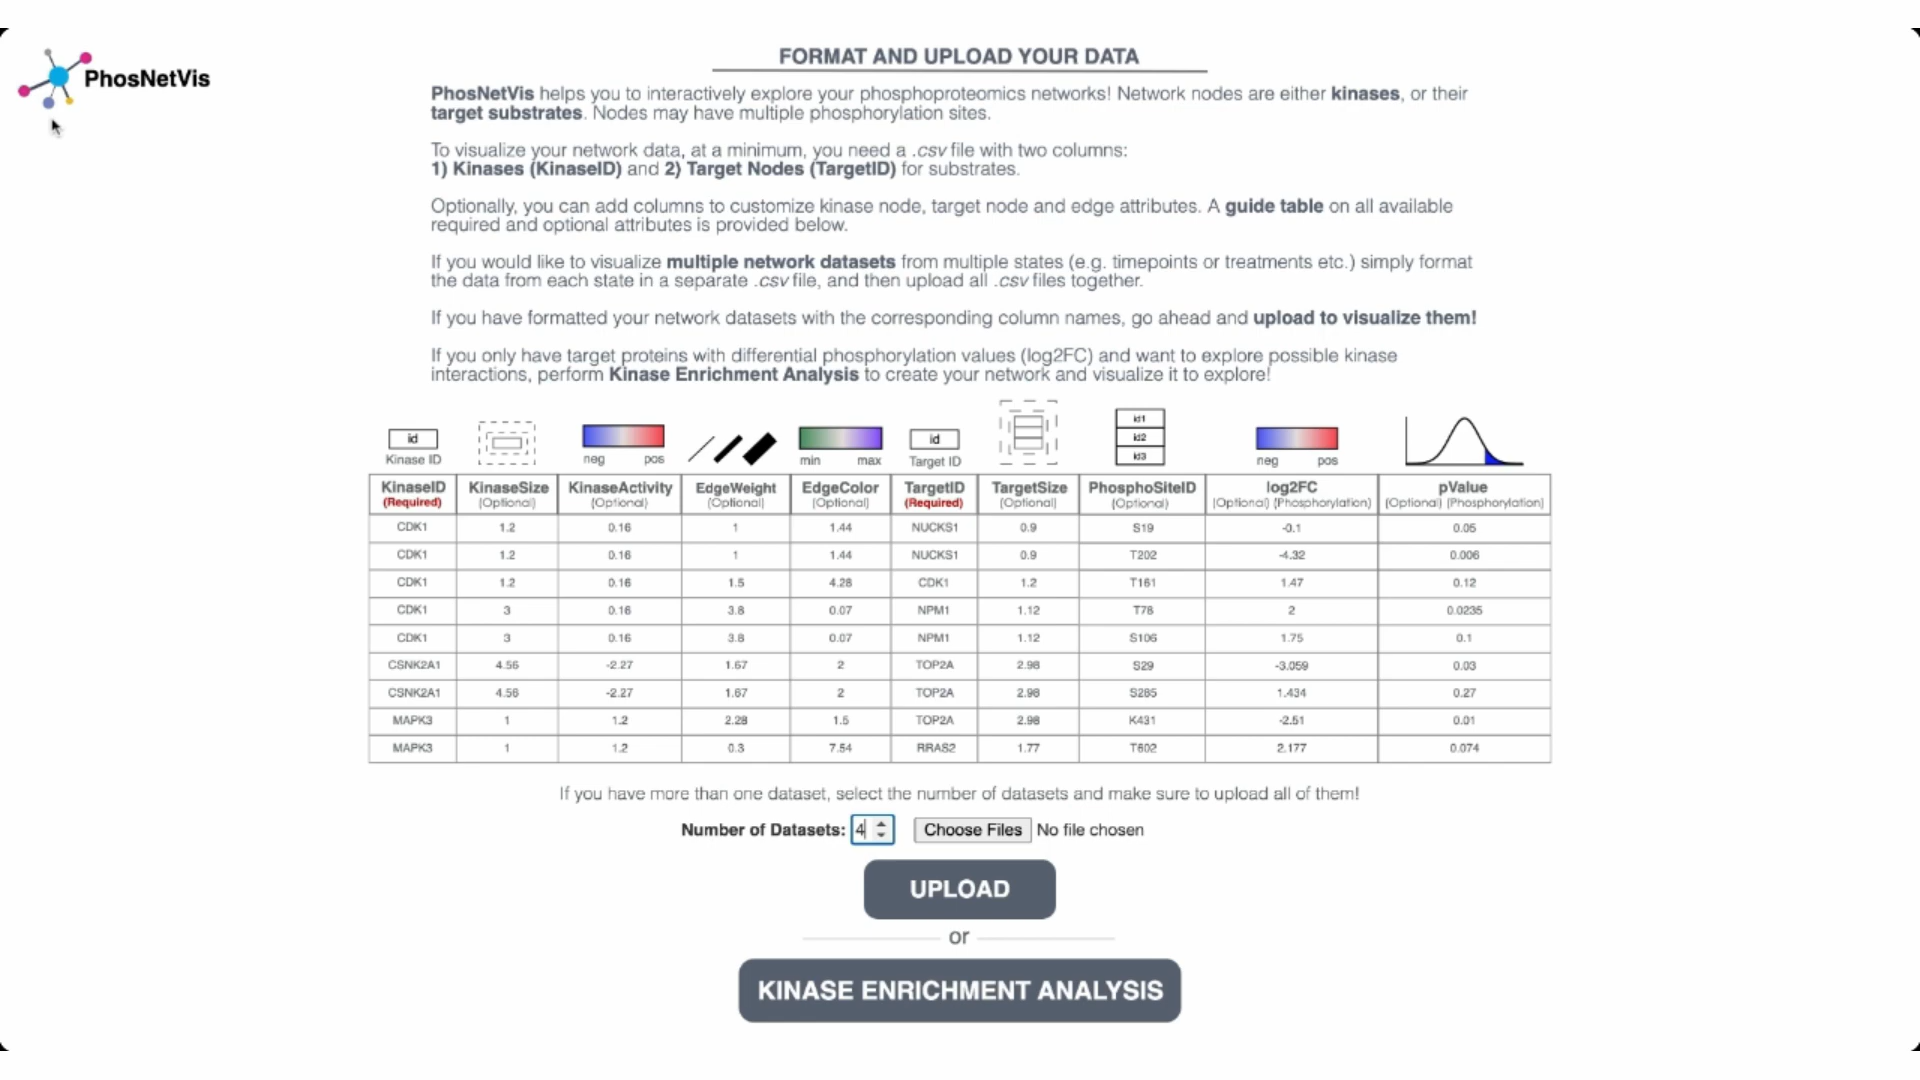 PhosNetVis
FORMAT AND UPLOAD YOUR DATA
PhosNetVis helps you to interactively explore your phosphoproteomics networks! Network nodes are either kinases, or their
target substrates. Nodes may have multiple phosphorylation sites.
To visualize your network data, at a minimum, you need a .csv file with two columns:
1) Kinases (KinaseID) and 2) Target Nodes (TargetID) for substrates.
Optionally, you can add columns to customize kinase node, target node and edge attributes. A guide table on all available
required and optional attributes is provided below.
If you would like to visualize multiple network datasets from multiple states (e.g. timepoints or treatments etc.) simply format
the data from each state in a separate .csv file, and then upload all .csv files together.
If you have formatted your network datasets with the corresponding column names, go ahead and upload to visualize them!
If you only have target proteins with differential phosphorylation values (log2FC) and want to explore possible kinase
interactions, perform Kinase Enrichment Analysis to create your network and visualize it to explore!
id id id1 id2 id3
Kinase ID neg pos min max Target ID neg pos
KinaseID KinaseSize KinaseActivity EdgeWeight EdgeColor TargetID TargetSize PhosphoSiteID log2FC pValue
(Required) (Optional) (Optional) (Optional) (Optional) (Required) (Optional) (Optional) (Optional) (Phosphorylation) (Optional) (Phosphorylation)
CDK1 1.2 0.16 1 1.44 NUCKS1 0.9 S19 -0.1 0.05
CDK1 1.2 0.16 1 1.44 NUCKS1 0.9 T202 -4.32 0.006
CDK1 1.2 0.16 1.5 4.28 CDK1 1.2 T161 1.47 0.12
CDK1 3 0.16 3.8 0.07 NPM1 1.12 T78 2 0.0235
CDK1 3 0.16 3.8 0.07 NPM1 1.12 S106 1.75 0.1
CSNK2A1 4.56 -2.27 1.67 2 TOP2A 2.98 S29 -3.059 0.03
CSNK2A1 4.56 -2.27 1.67 2 TOP2A 2.98 S285 1.434 0.27
MAPK3 1 1.2 2.28 1.5 TOP2A 2.98 K431 -2.51 0.01
MAPK3 1 1.2 0.3 7.54 RRAS2 1.77 T602 2.177 0.074
If you have more than one dataset, select the number of datasets and make sure to upload all of them!
Number of Datasets: 4 Choose Files No file chosen
UPLOAD
or
KINASE ENRICHMENT ANALYSIS